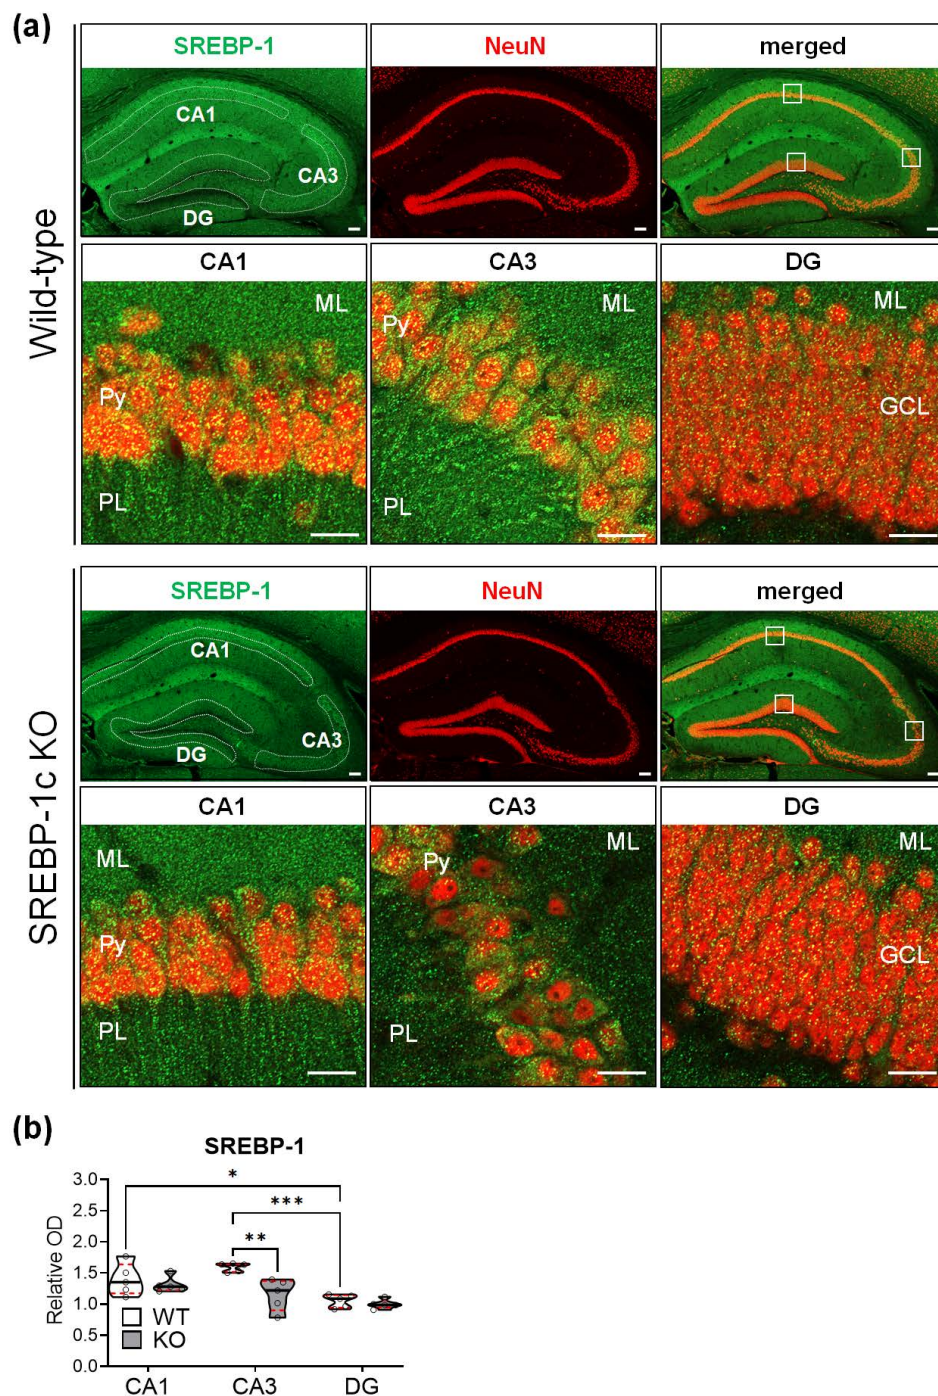 (a)
SREBP-1 NeuN merged
CA1
CA3
DG
Wild-type
CA1 CA3 DG
ML ML ML
Py Py GCL
PL PL
SREBP-1 NeuN merged
CA1
CA3
DG
SREBP-1c KO
CA1 CA3 DG
ML ML ML
Py Py GCL
PL PL
(b)
SREBP-1
Relative OD
3.0
2.5
2.0
1.5
1.0
0.5
0.0
*
***
**
WT
KO
CA1 CA3 DG